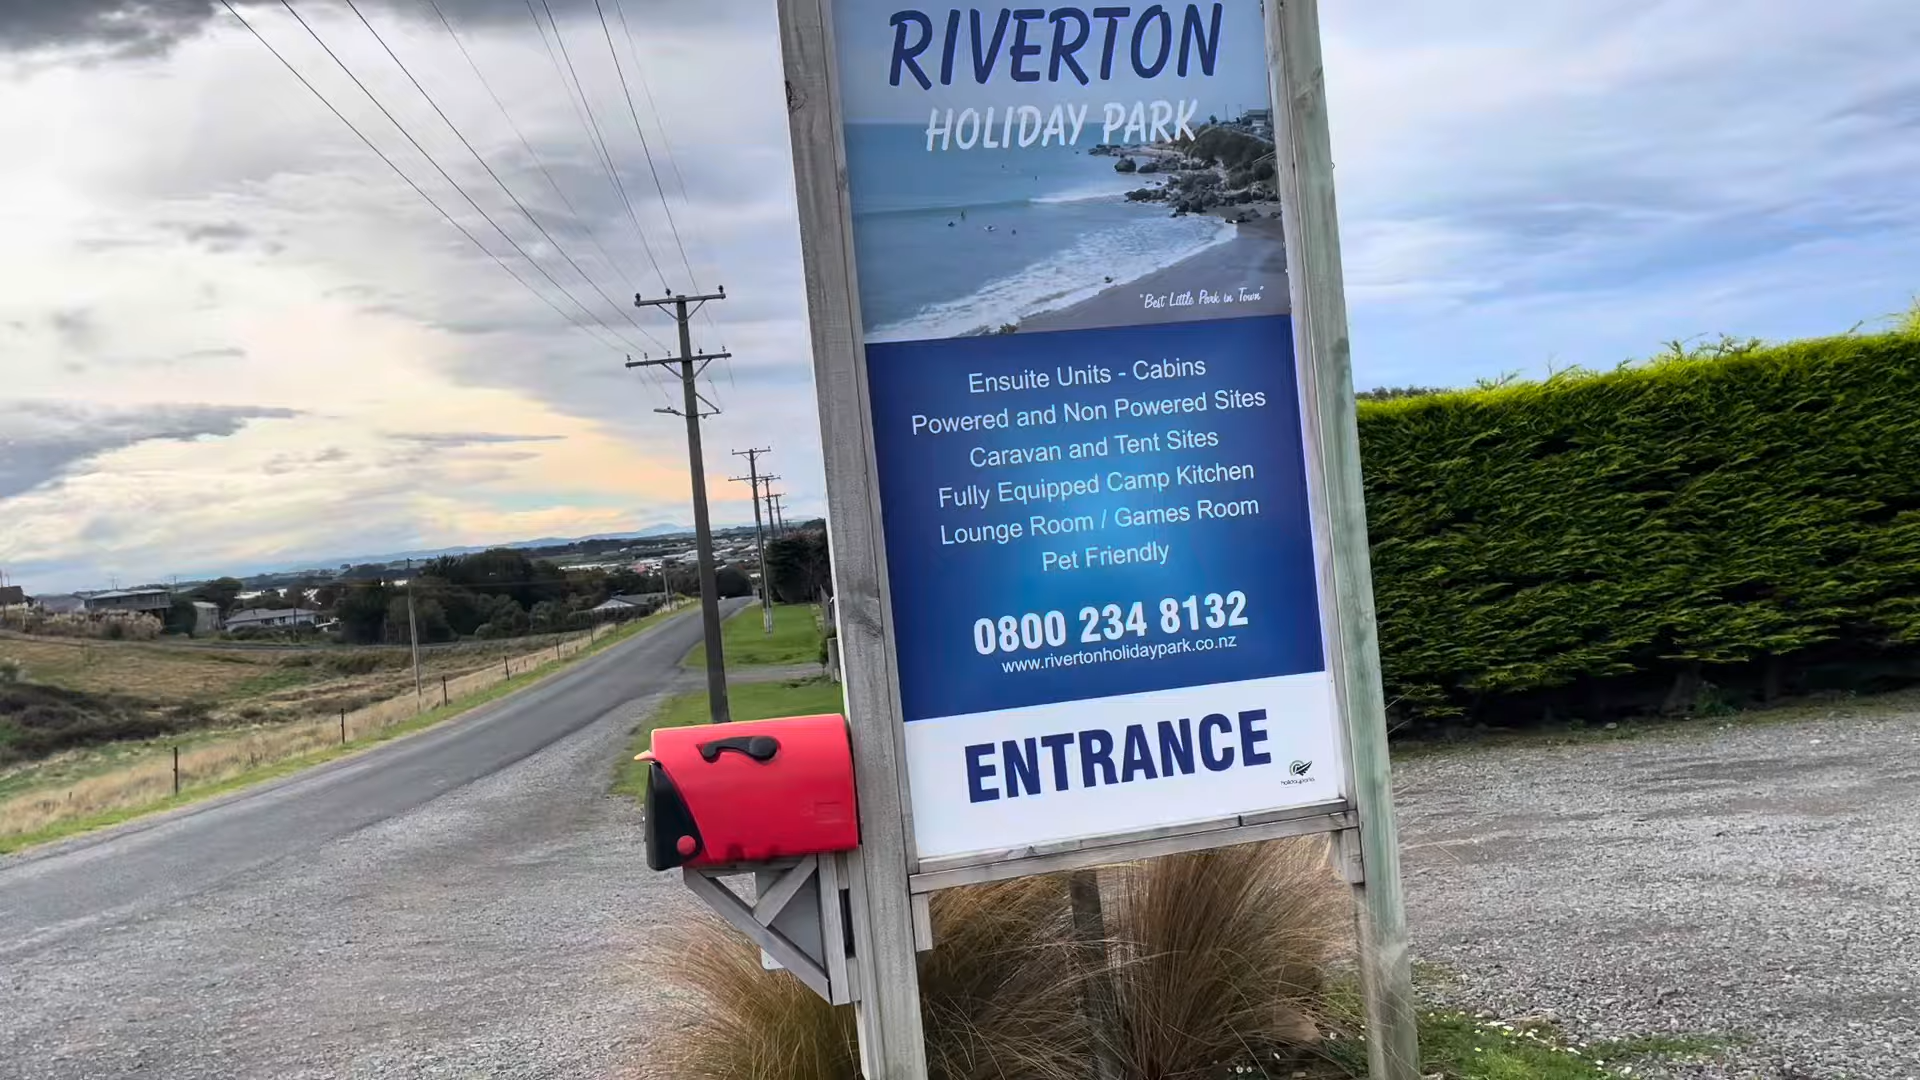 RIVERTON
HOLIDAY PARK
"Best Little Park in Town"
Ensuite Units - Cabins
Powered and Non Powered Sites
Caravan and Tent Sites
Fully Equipped Camp Kitchen
Lounge Room / Games Room
Pet Friendly
0800 234 8132
www.rivertonholidaypark.co.nz
ENTRANCE
holidayparks